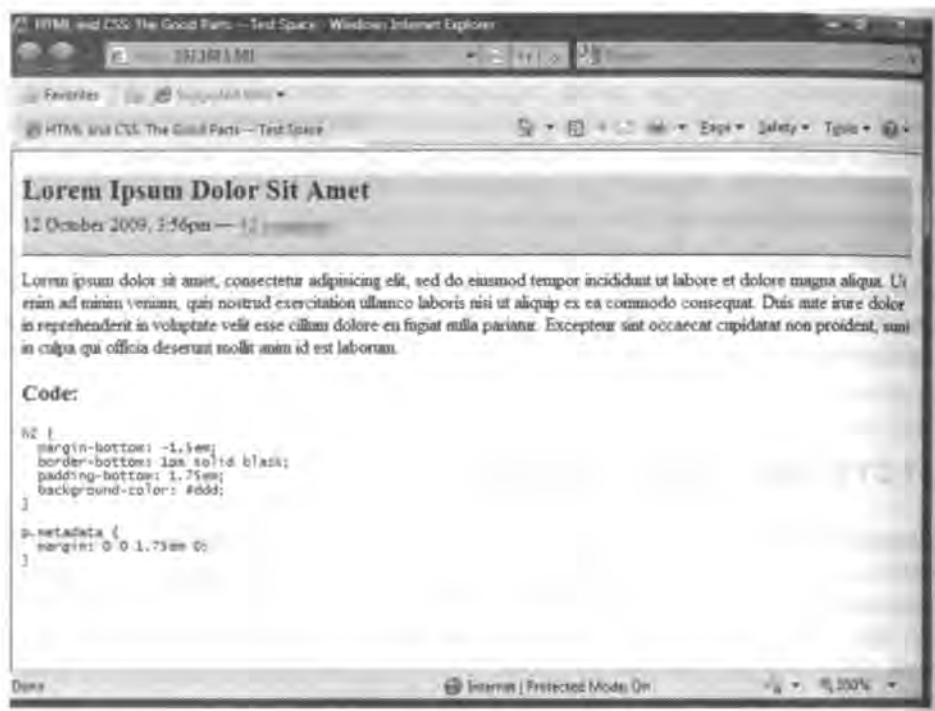 HTML and CSS: The Good Parts — Test Space - Windows Internet Explorer
Favorites
HTML and CSS: The Good Parts — Test Space
Page Safety Tools
Lorem Ipsum Dolor Sit Amet
12 October 2009, 3:56pm — 12
Lorem ipsum dolor sit amet, consectetur adipisicing elit, sed do eiusmod tempor incididunt ut labore et dolore magna aliqua. Ut
enim ad minim veniam, quis nostrud exercitation ullamco laboris nisi ut aliquip ex ea commodo consequat. Duis aute irure dolor
in reprehenderit in voluptate velit esse cillum dolore eu fugiat nulla pariatur. Excepteur sint occaecat cupidatat non proident, sunt
in culpa qui officia deserunt mollit anim id est laborum.
Code:
h2 {
margin-bottom: -1.5em;
border-bottom: 1px solid black;
padding-bottom: 1.75em;
background-color: #ddd;
}
p.metadata {
margin: 0 0 1.75em 0;
}
Done
Internet | Protected Mode: On
100%